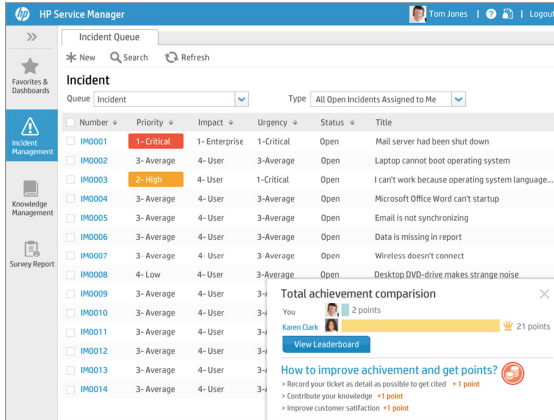 hp HP Service Manager Tom Jones | ? | Logout
>> Incident Queue
New Search Refresh
Favorites &
Dashboards
Incident
Queue Incident Type All Open Incidents Assigned to Me
Number Priority Impact Urgency Status Title
Incident
Management
IM0001 1- Critical 1- Enterprise 1-Critical Open Mail server had been shut down
IM0002 3- Average 4- User 3-Average Open Laptop cannot boot operating system
IM0003 2- High 4- User 1-Critical Open I can't work because operating system language...
Knowledge
Management
IM0004 3- Average 4- User 3-Average Open Microsoft Office Word can't startup
IM0005 3- Average 4- User 3-Average Open Email is not synchronizing
IM0006 3- Average 4- User 3-Average Open Data is missing in report
Survey Report
IM0007 3- Average 4- User 3-Average Open Wireless doesn't connect
IM0008 4- Low 4- User 3-Average Open Desktop DVD-drive makes strange noise
IM0009 3- Average 4- User 3-
IM0010 3- Average 4- User 3-
IM0011 3- Average 4- User 3-
IM0012 3- Average 4- User 3-
IM0013 3- Average 4- User 3-
IM0014 3- Average 4- User 3-
Total achievement comparision
You 2 points
Karen Clark 21 points
View Leaderboard
How to improve achivement and get points?
> Record your ticket as detail as possible to get cited +1 point
> Contribute your knowledge +1 point
> Improve customer satifaction +1 point